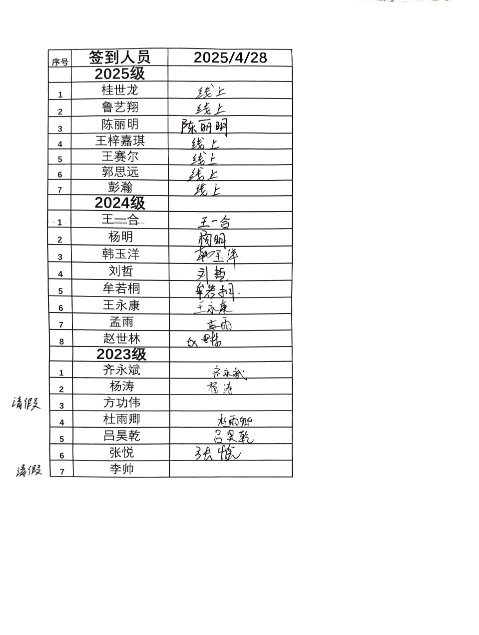 序号 签到人员 2025/4/28
2025级
1 桂世龙 线上
2 鲁艺翔 线上
3 陈丽明 陈丽明
4 王梓嘉琪 线上
5 王赛尔 线上
6 郭思远 线上
7 彭瀚 线上
2024级
1 王一合 王一合
2 杨明 杨明
3 韩玉洋 韩玉洋
4 刘哲 刘哲
5 牟若桐 牟若桐
6 王永康 王永康
7 孟雨 孟雨
8 赵世林 赵世林
2023级
1 齐永斌 齐永斌
2 杨涛 杨涛
请假 3 方功伟
4 杜雨卿 杜雨卿
5 吕昊乾 吕昊乾
6 张悦 张悦
请假 7 李帅